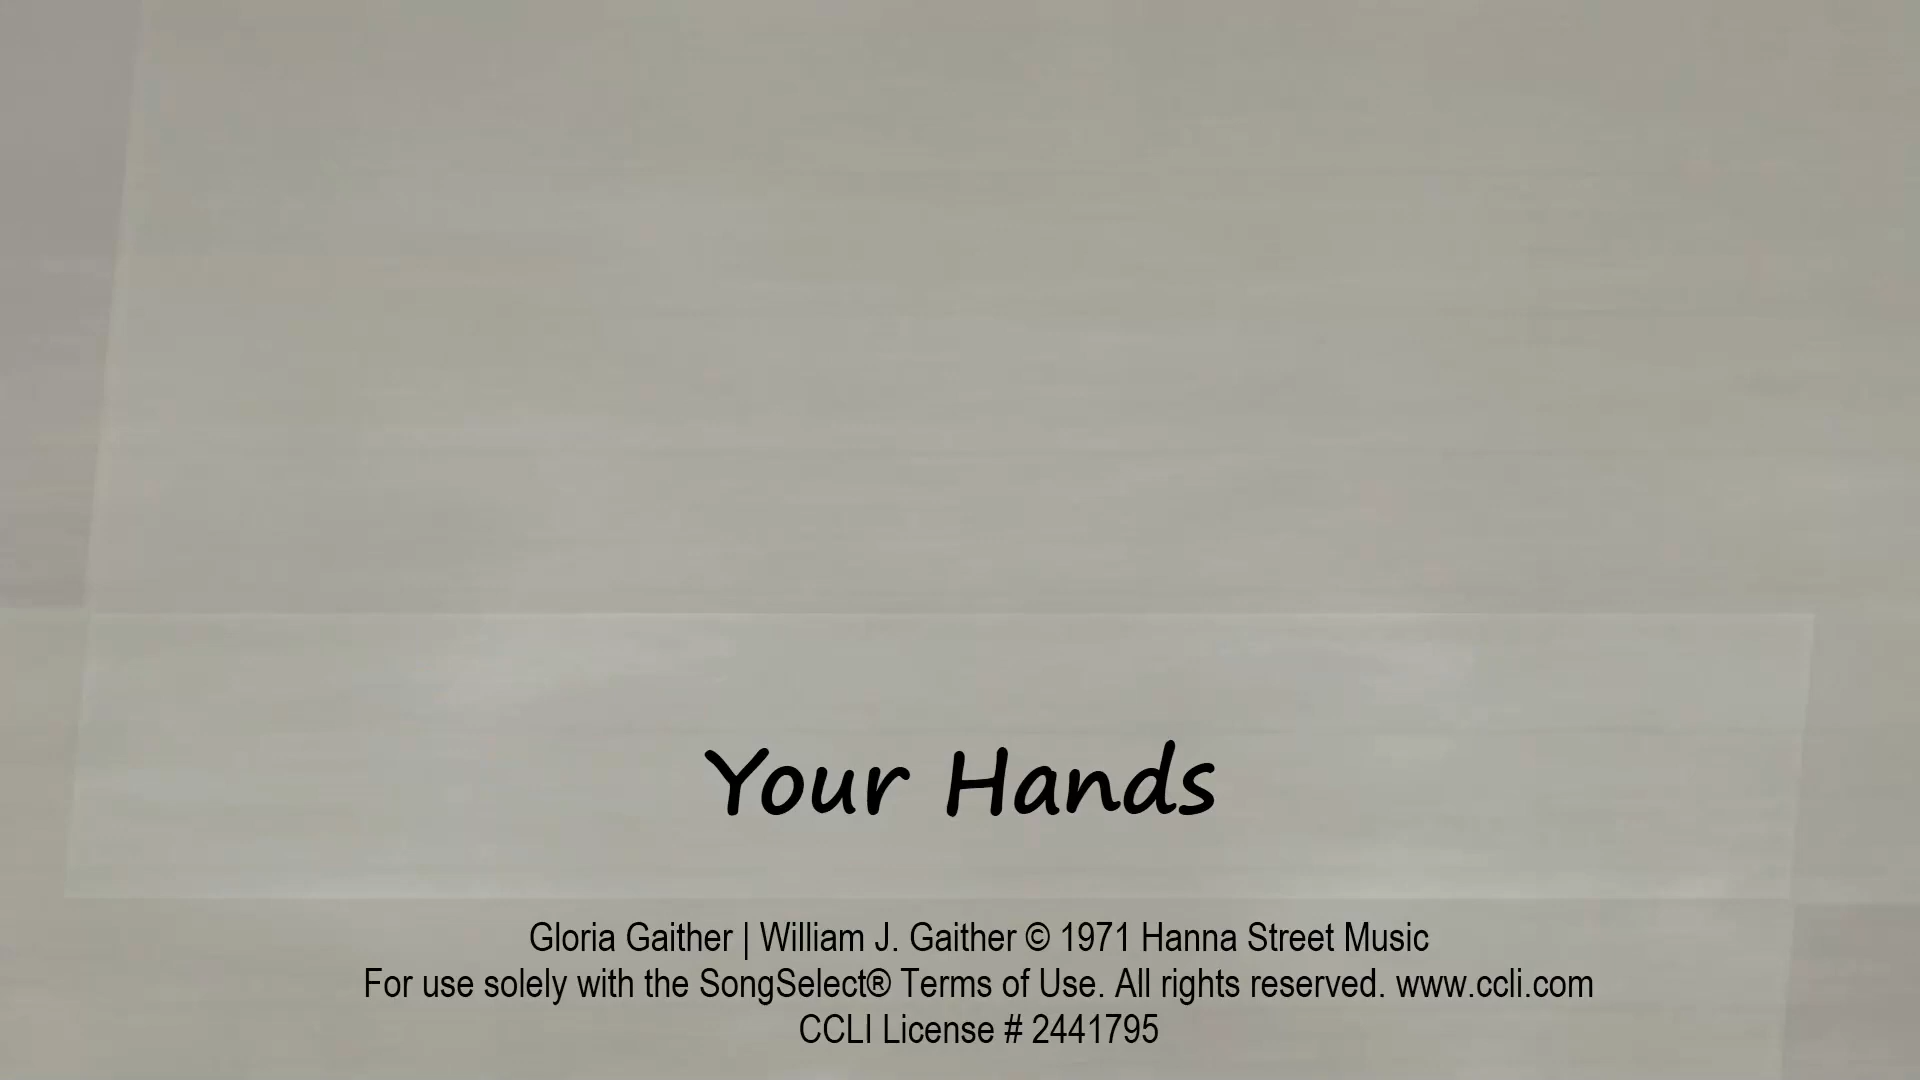 Your Hands
Gloria Gaither | William J. Gaither © 1971 Hanna Street Music
For use solely with the SongSelect® Terms of Use. All rights reserved. www.ccli.com
CCLI License # 2441795